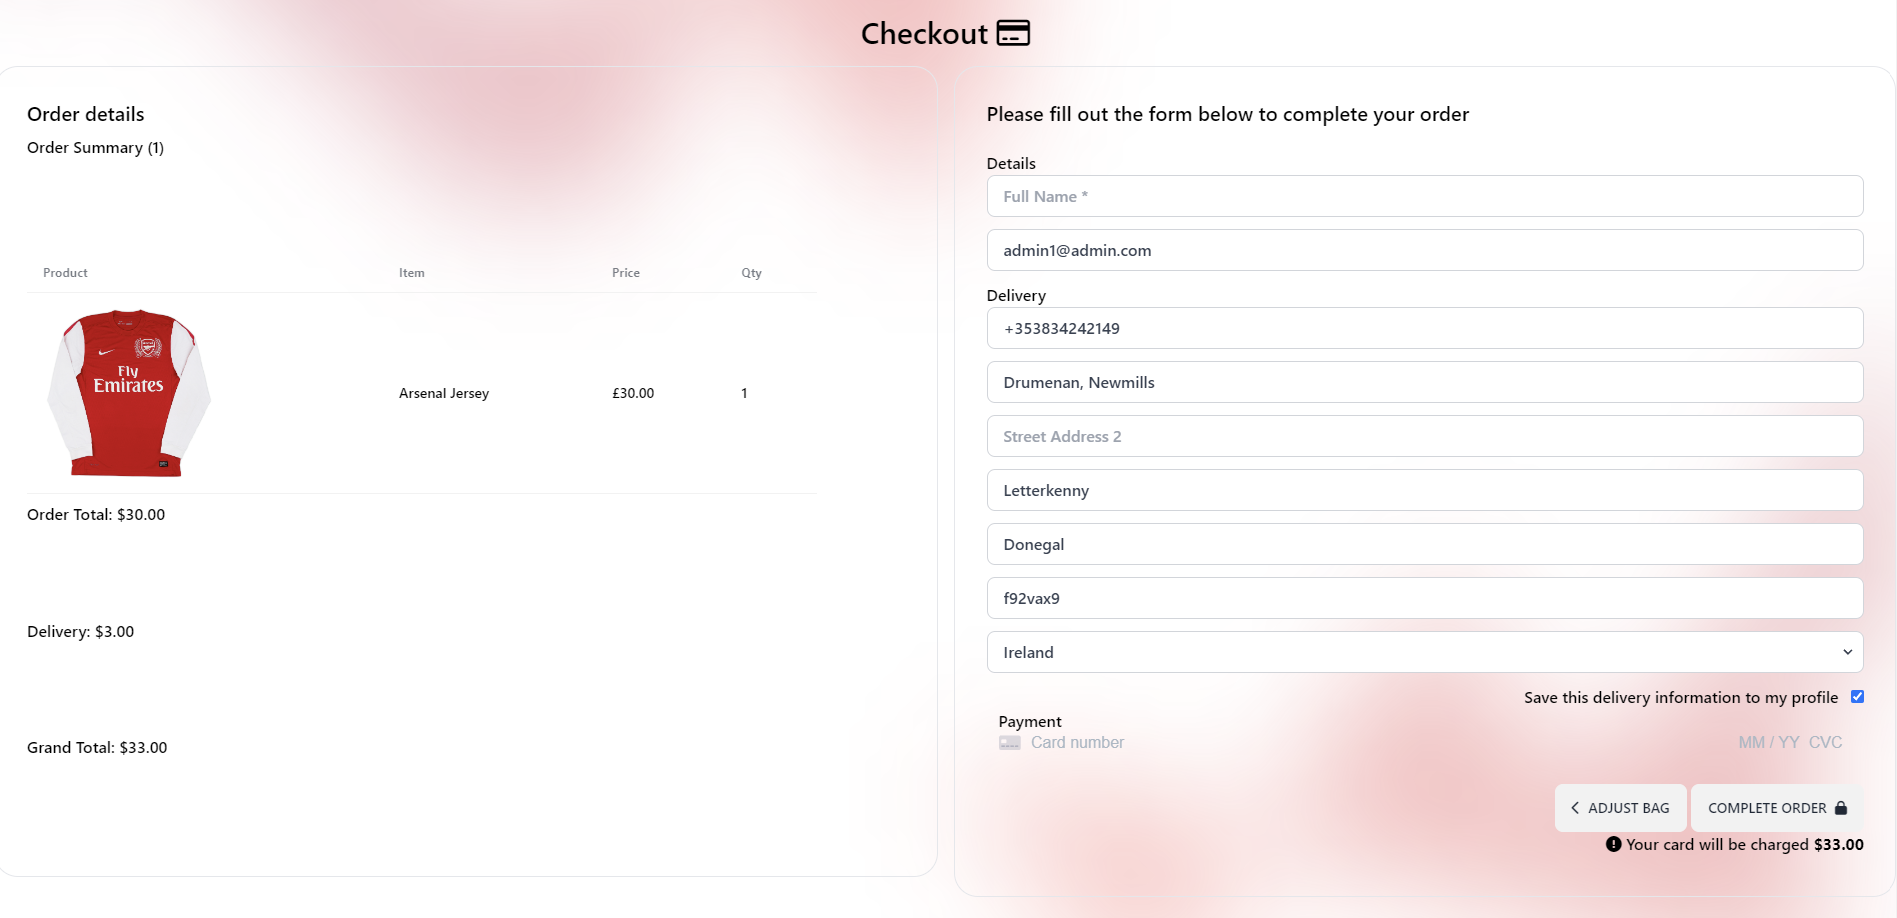 Checkout
Order details
Order Summary (1)
Product Item Price Qty
Fly
Emirates
Arsenal Jersey £30.00 1
Order Total: $30.00
Delivery: $3.00
Grand Total: $33.00
Please fill out the form below to complete your order
Details
Full Name *
admin1@admin.com
Delivery
+353834242149
Drumenan, Newmills
Street Address 2
Letterkenny
Donegal
f92vax9
Ireland
Save this delivery information to my profile
Payment
Card number MM / YY CVC
ADJUST BAG COMPLETE ORDER
Your card will be charged $33.00